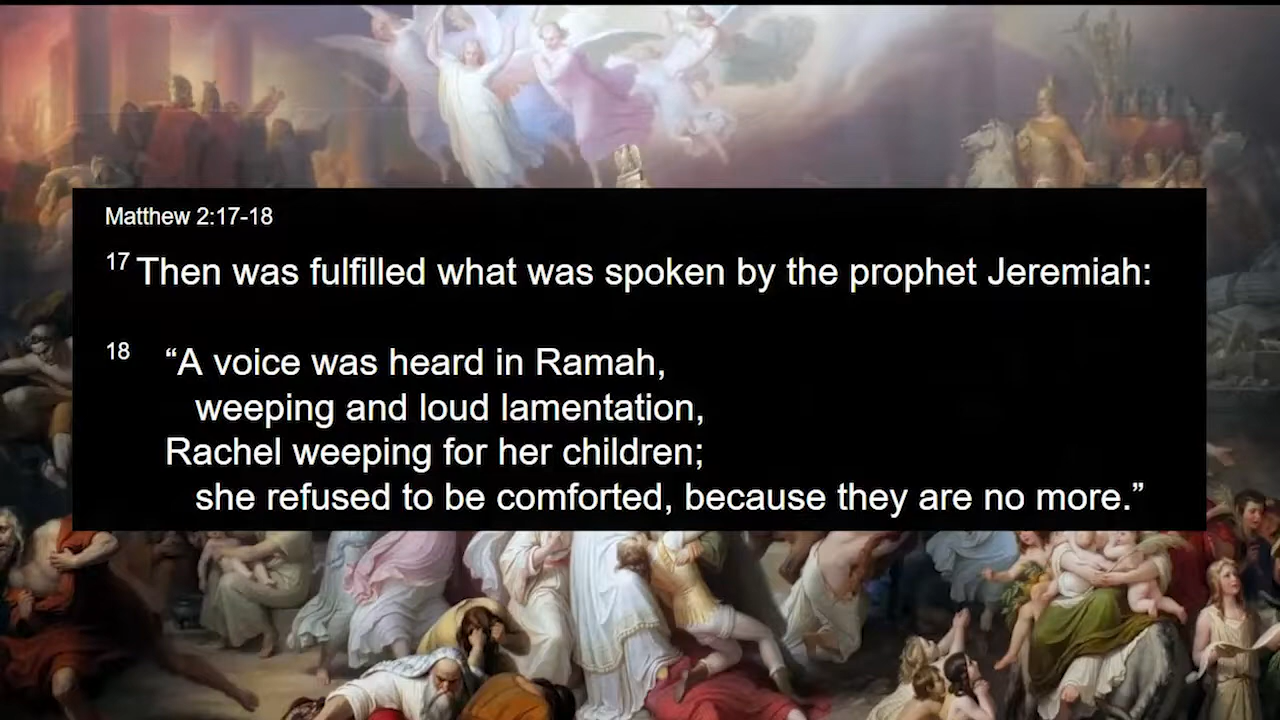 Matthew 2:17-18
17 Then was fulfilled what was spoken by the prophet Jeremiah:
18 “A voice was heard in Ramah,
weeping and loud lamentation,
Rachel weeping for her children;
she refused to be comforted, because they are no more.”